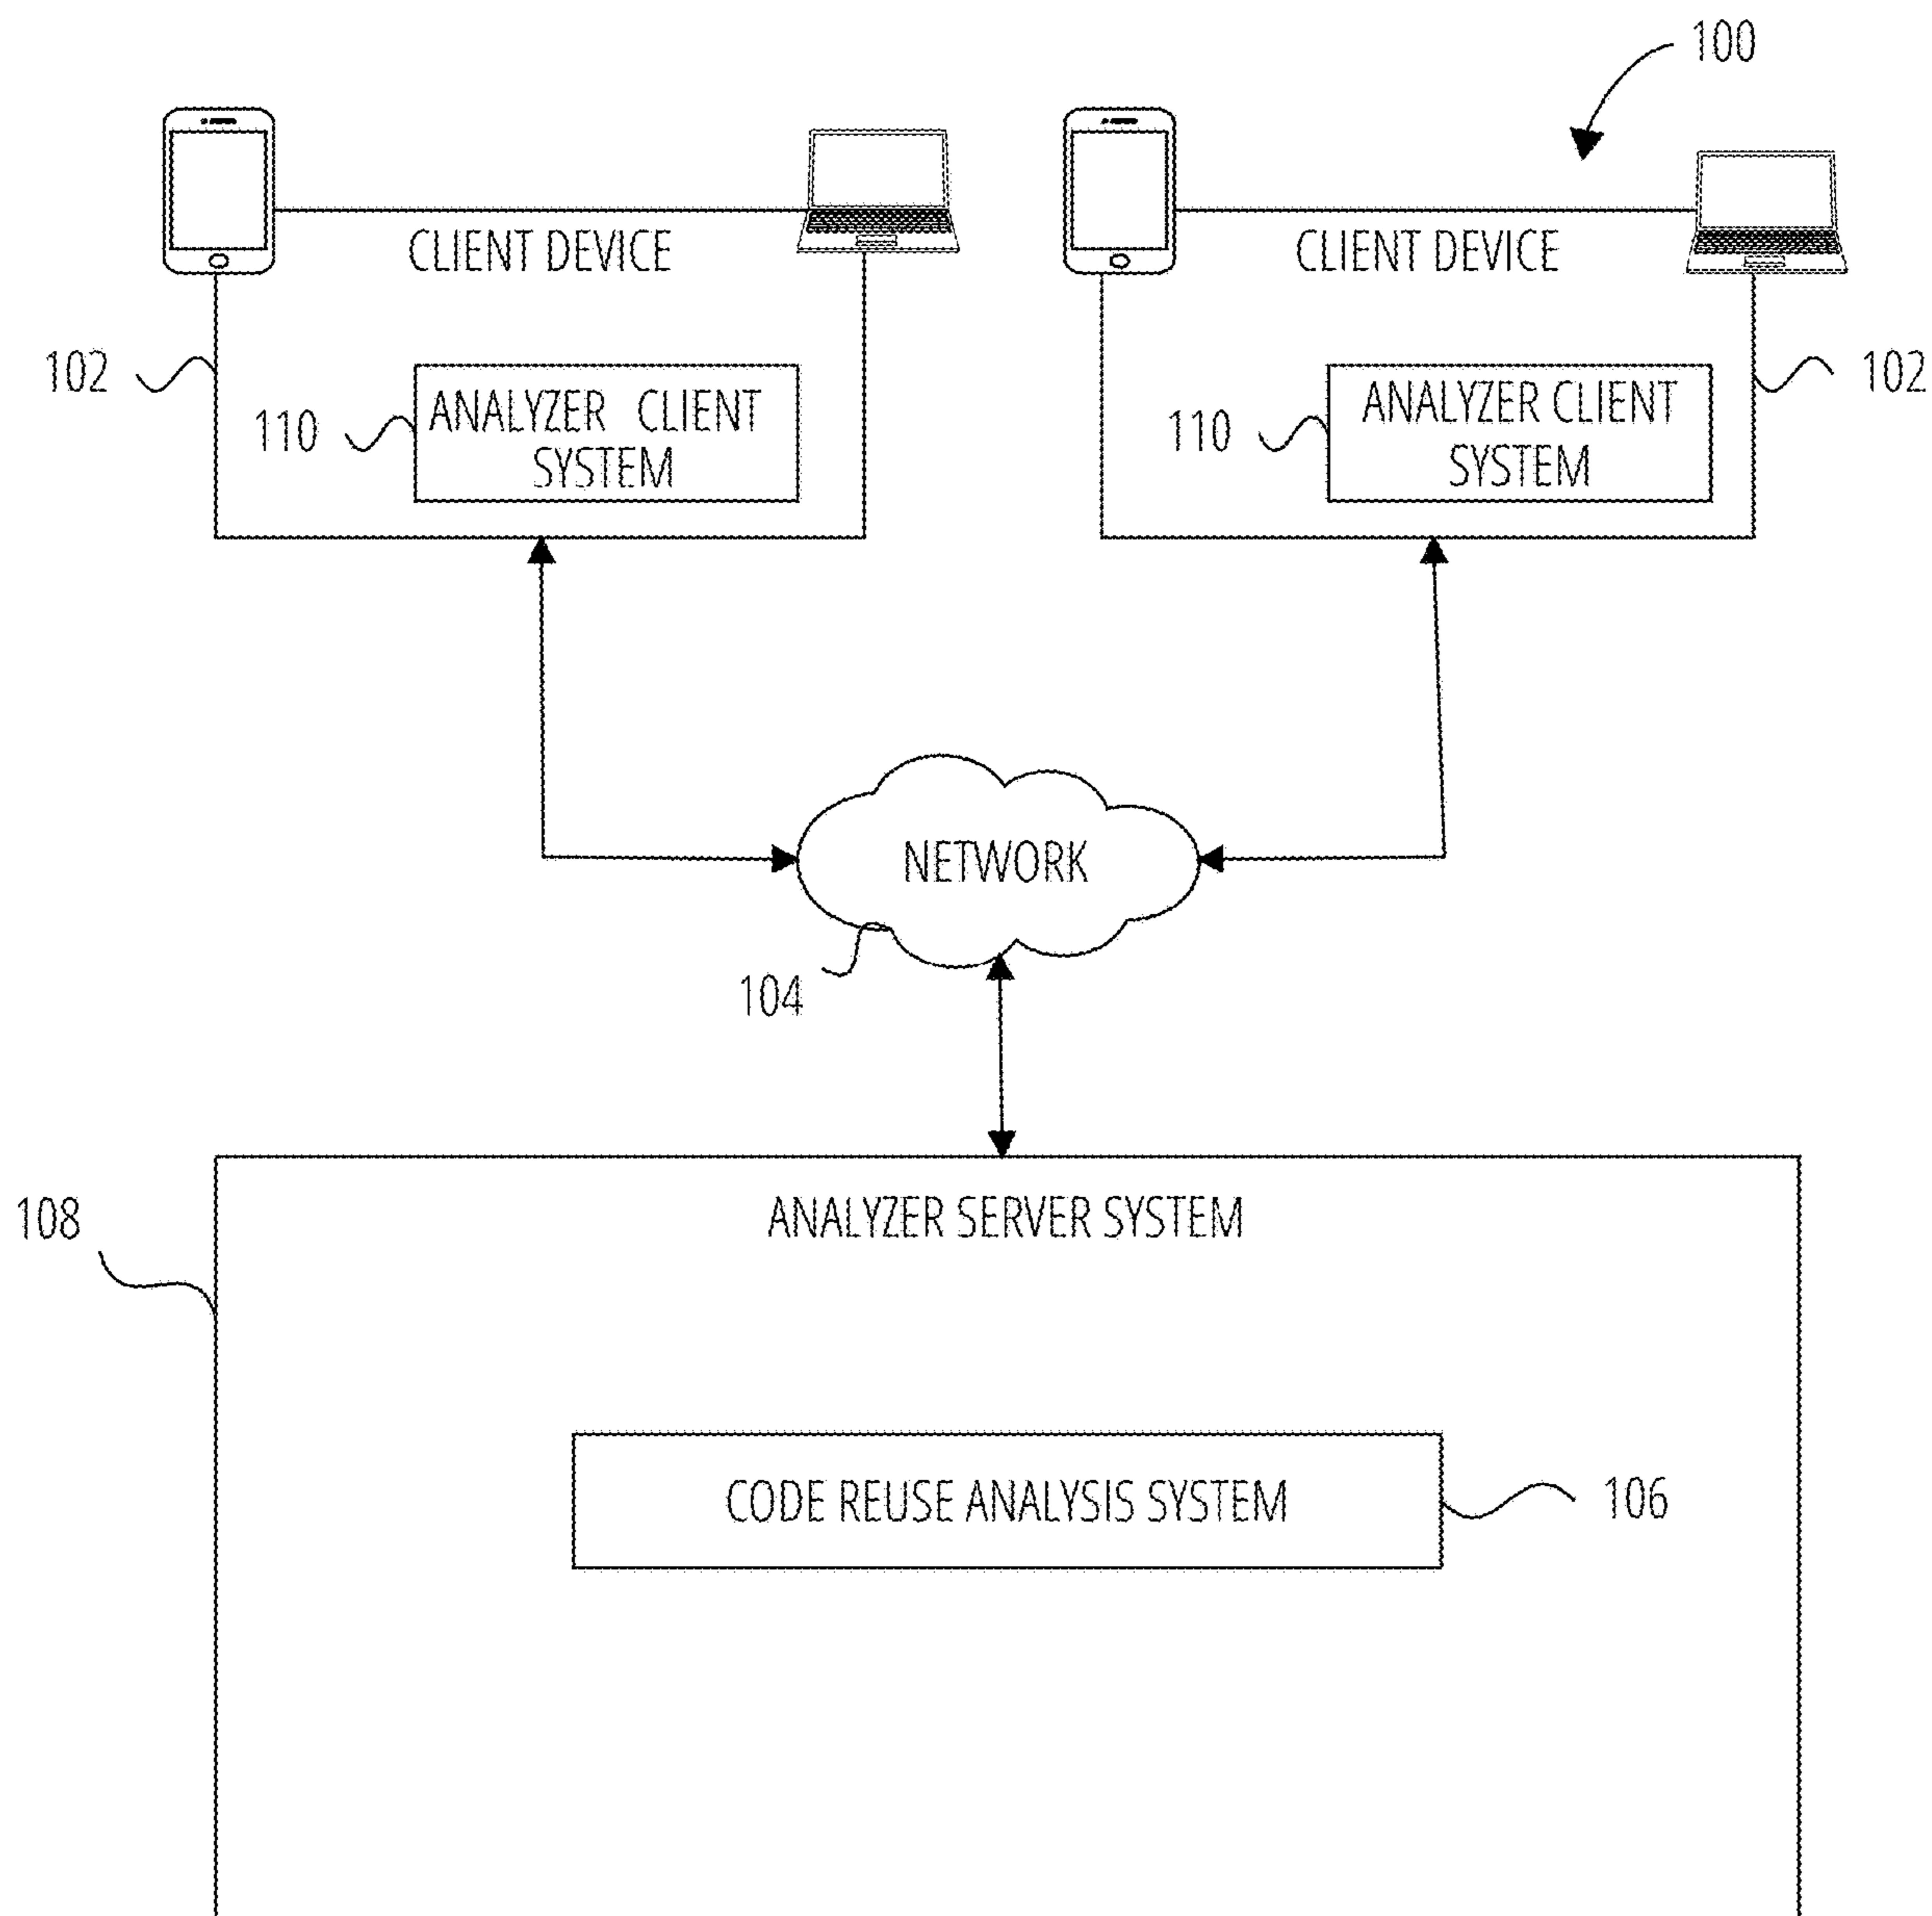 100
CLIENT DEVICE
CLIENT DEVICE
102
102
110
ANALYZER CLIENT
SYSTEM
110
ANALYZER CLIENT
SYSTEM
NETWORK
104
108
ANALYZER SERVER SYSTEM
CODE REUSE ANALYSIS SYSTEM
106